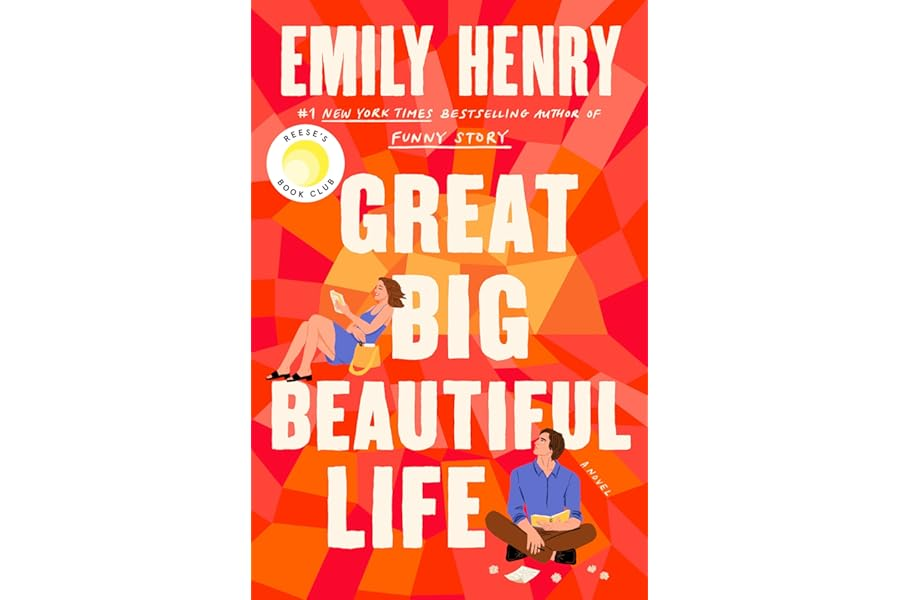 EMILY HENRY
#1 NEW YORK TIMES BESTSELLING AUTHOR OF
FUNNY STORY
REESE'S
BOOK CLUB
GREAT
BIG
BEAUTIFUL
LIFE
A NOVEL